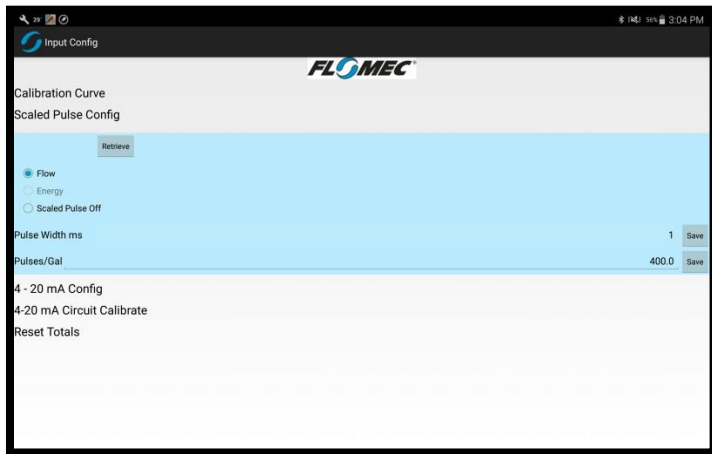 29° 56% 3:04 PM
Input Config
FLOMEC
Calibration Curve
Scaled Pulse Config
Retrieve
Flow
Energy
Scaled Pulse Off
Pulse Width ms 1 Save
Pulses/Gal 400.0 Save
4 - 20 mA Config
4-20 mA Circuit Calibrate
Reset Totals